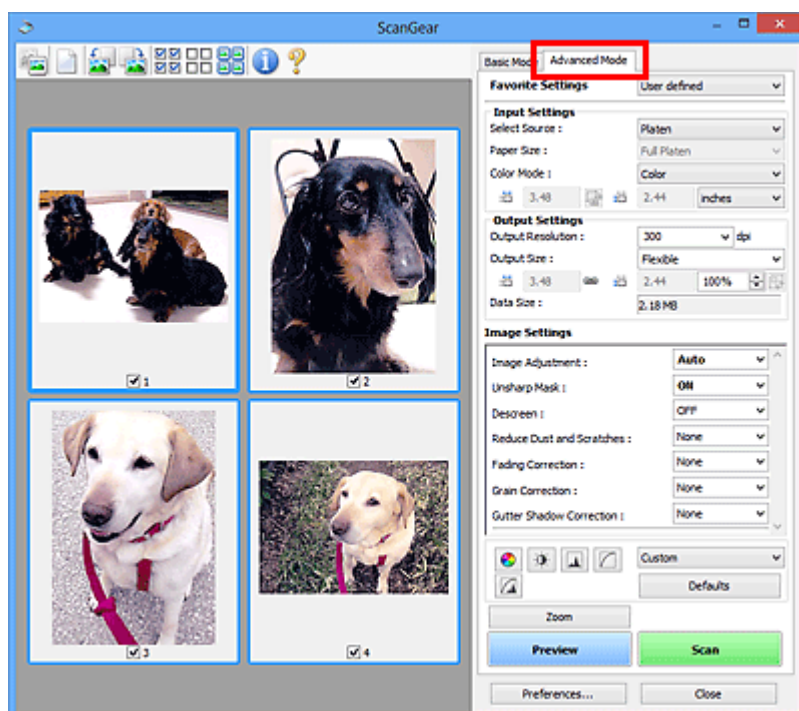 ScanGear
Basic Mode Advanced Mode
Favorite Settings User defined
Input Settings
Select Source : Platen
Paper Size : Full Platen
Color Mode : Color
3.48 2.44 inches
Output Settings
Output Resolution : 300 dpi
Output Size : Flexible
3.48 2.44 100%
Data Size : 2.18 MB
Image Settings
Image Adjustment : Auto
Unsharp Mask : ON
Descreen : OFF
Reduce Dust and Scratches : None
Fading Correction : None
Grain Correction : None
Gutter Shadow Correction : None
Custom
Defaults
Zoom
Preview Scan
Preferences... Close
1
2
3
4